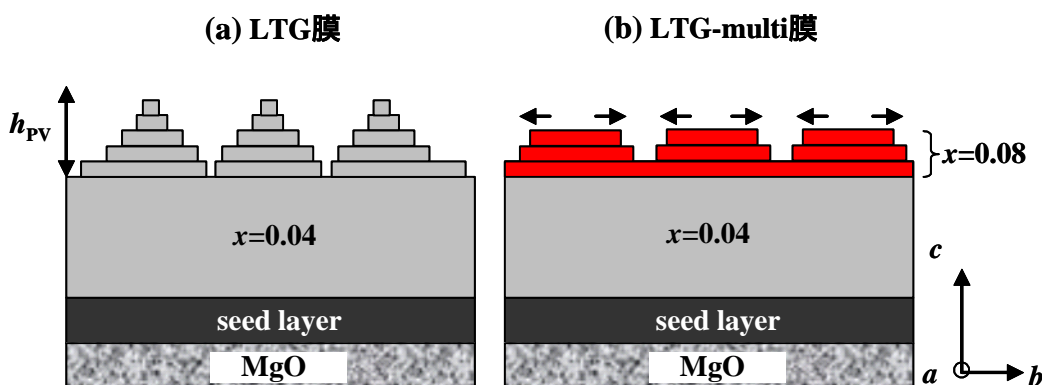 (a) LTG膜
(b) LTG-multi膜
hPV
x=0.08
x=0.04
x=0.04
c
seed layer
seed layer
MgO
MgO
a
b